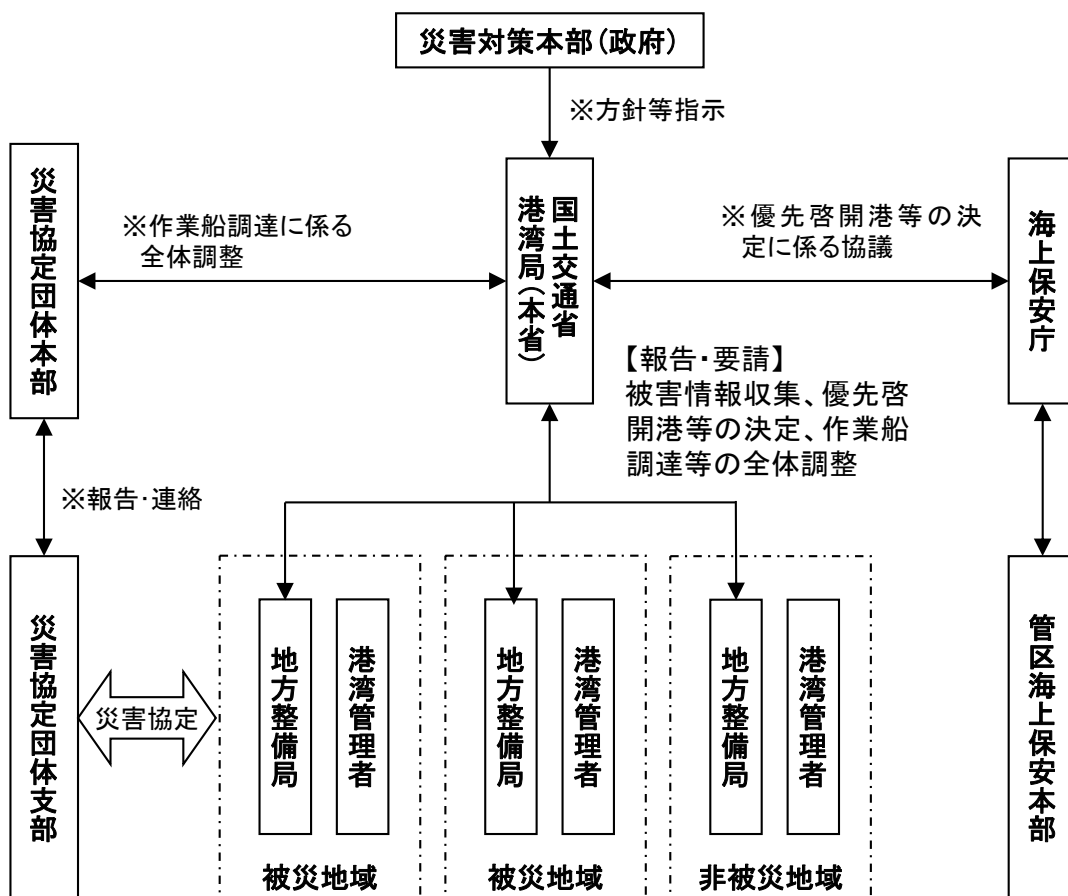 災害対策本部(政府)
※方針等指示
災害協定団体本部
※作業船調達に係る
全体調整
国土交通省
港湾局(本省)
※優先啓開港等の決
定に係る協議
海上保安庁
【報告・要請】
被害情報収集、優先啓
開港等の決定、作業船
調達等の全体調整
※報告・連絡
災害協定団体支部
災害協定
地方整備局
港湾管理者
被災地域
地方整備局
港湾管理者
被災地域
地方整備局
港湾管理者
非被災地域
管区海上保安本部